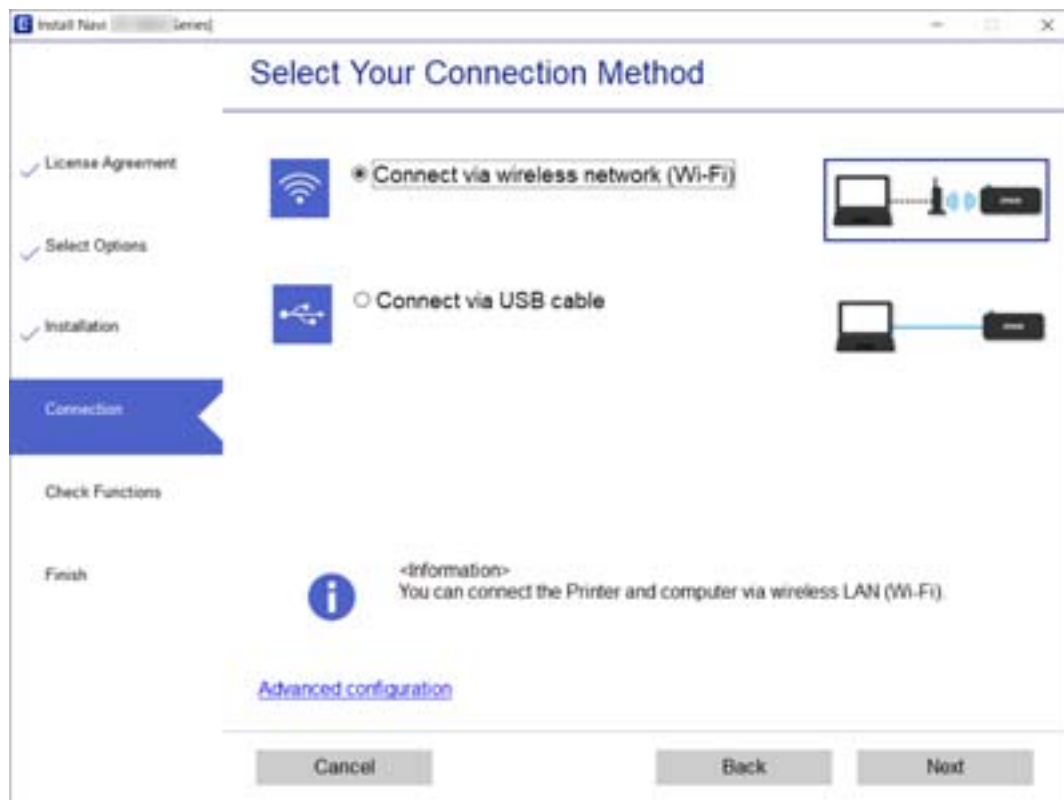 Install Navi Series]
Select Your Connection Method
License Agreement
Select Options
Installation
Connection
Check Functions
Finish
Connect via wireless network (Wi-Fi)
Connect via USB cable
<Information>
You can connect the Printer and computer via wireless LAN (Wi-Fi).
Advanced configuration
Cancel
Back
Next